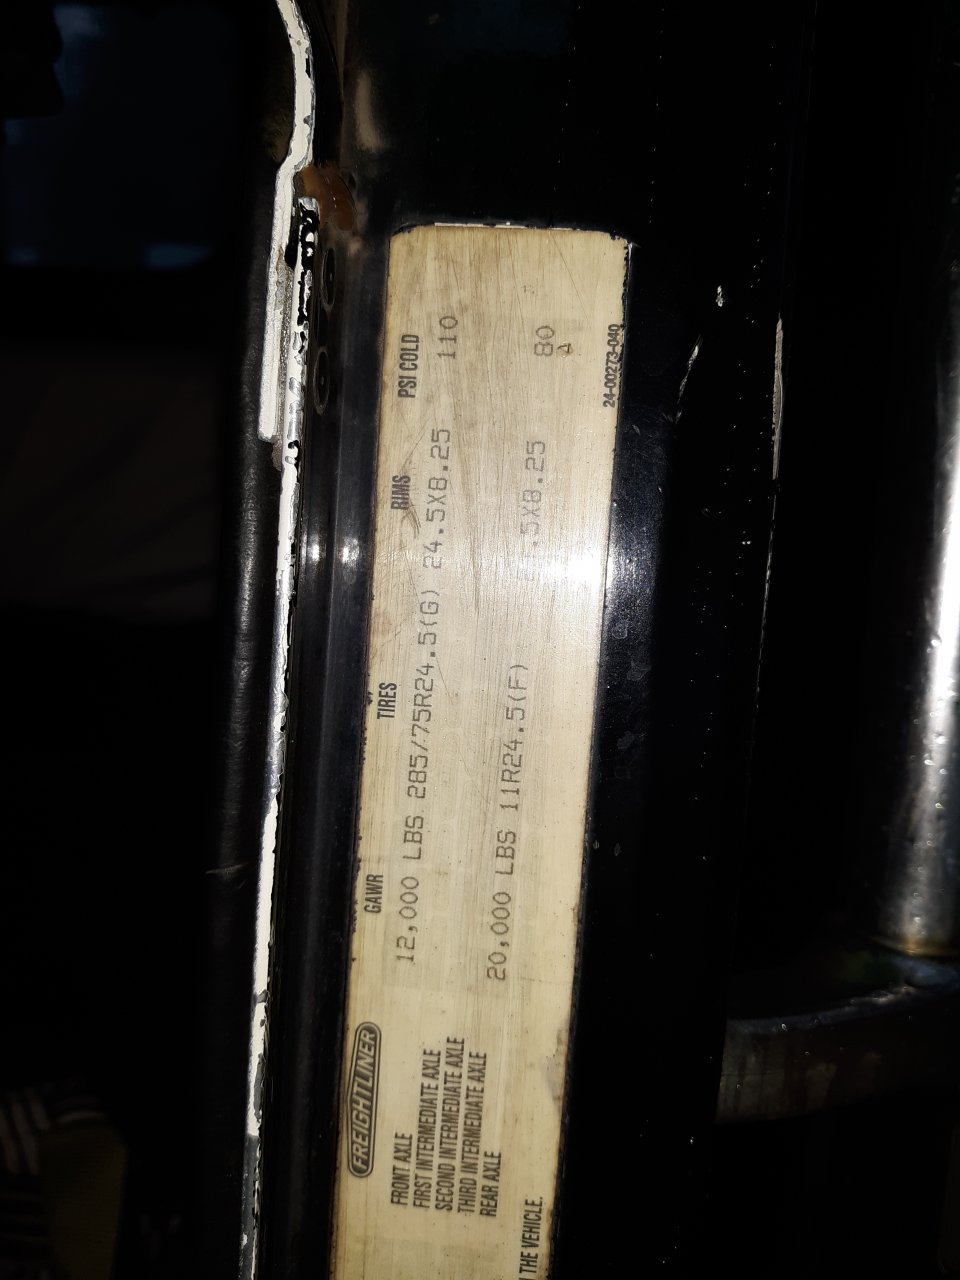 FREIGHTLINER GAWR TIRES RIMS PSI COLD
FRONT AXLE 12,000 LBS 285/75R24.5(G) 24.5X8.25 110
FIRST INTERMEDIATE AXLE
SECOND INTERMEDIATE AXLE
THIRD INTERMEDIATE AXLE
REAR AXLE 20,000 LBS 11R24.5(F) .5X8.25 80
THE VEHICLE.
24-00273-040